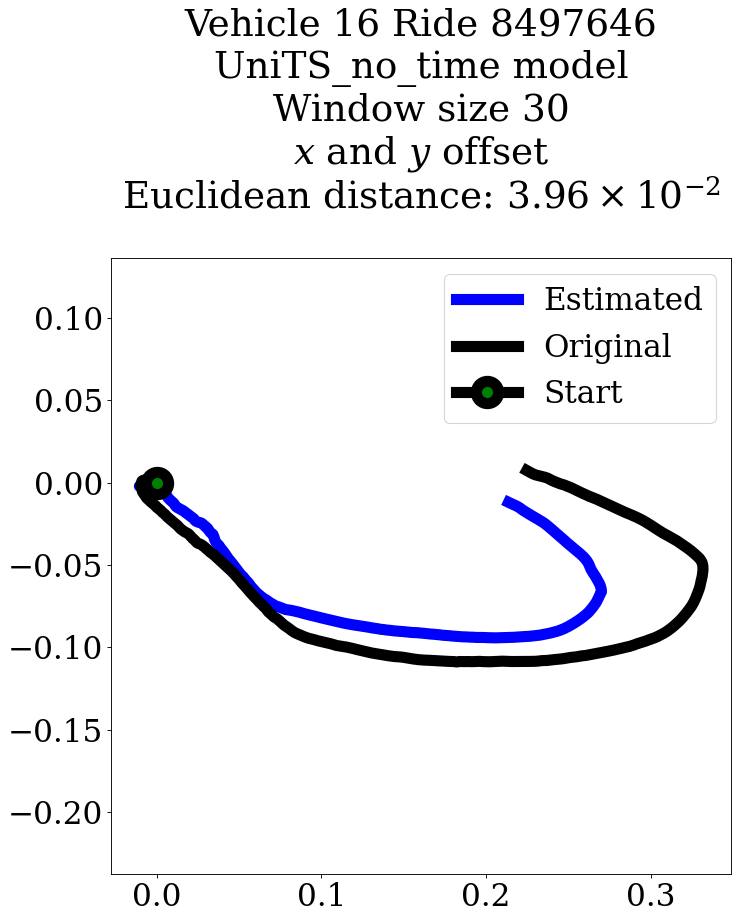 Vehicle 16 Ride 8497646
UniTS_no_time model
Window size 30
x and y offset
Euclidean distance: 3.96 × 10⁻²
Estimated
Original
Start
0.10
0.05
0.00
−0.05
−0.10
−0.15
−0.20
0.0 0.1 0.2 0.3